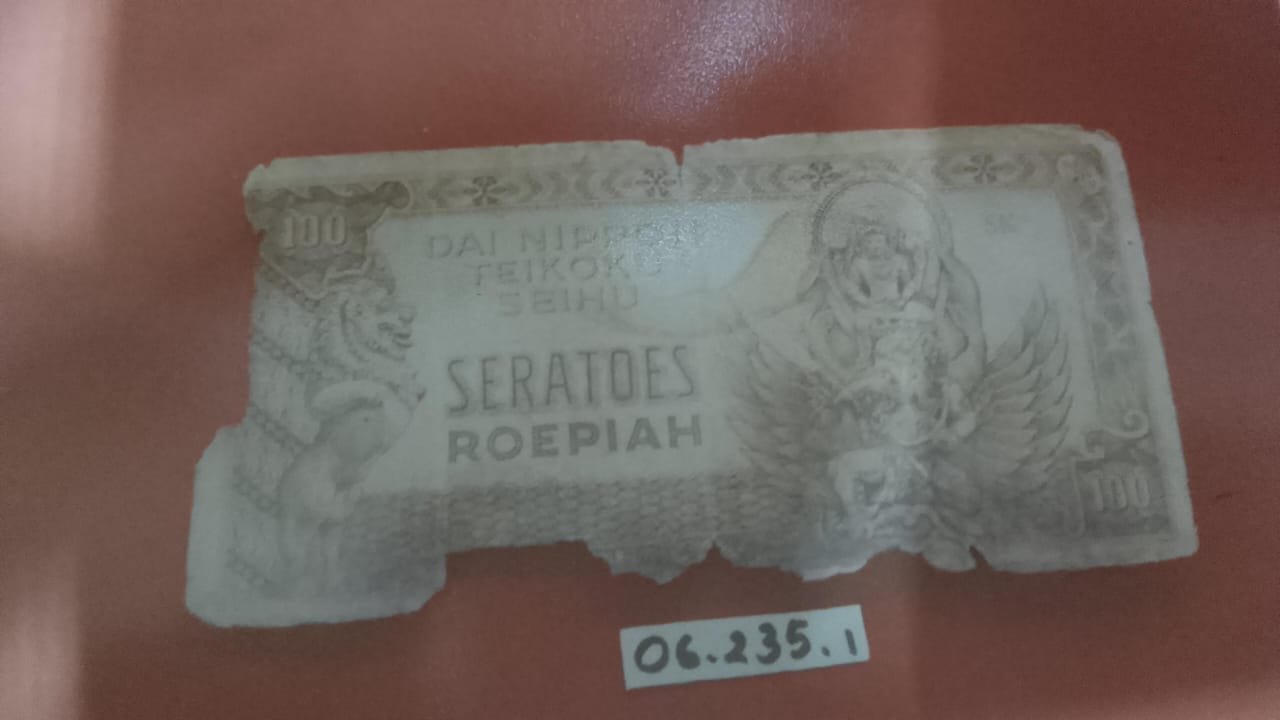 100
DAI NIPPON
TEIKOKU
SEIHU
SERATOES
ROEPIAH
100
06.235.1